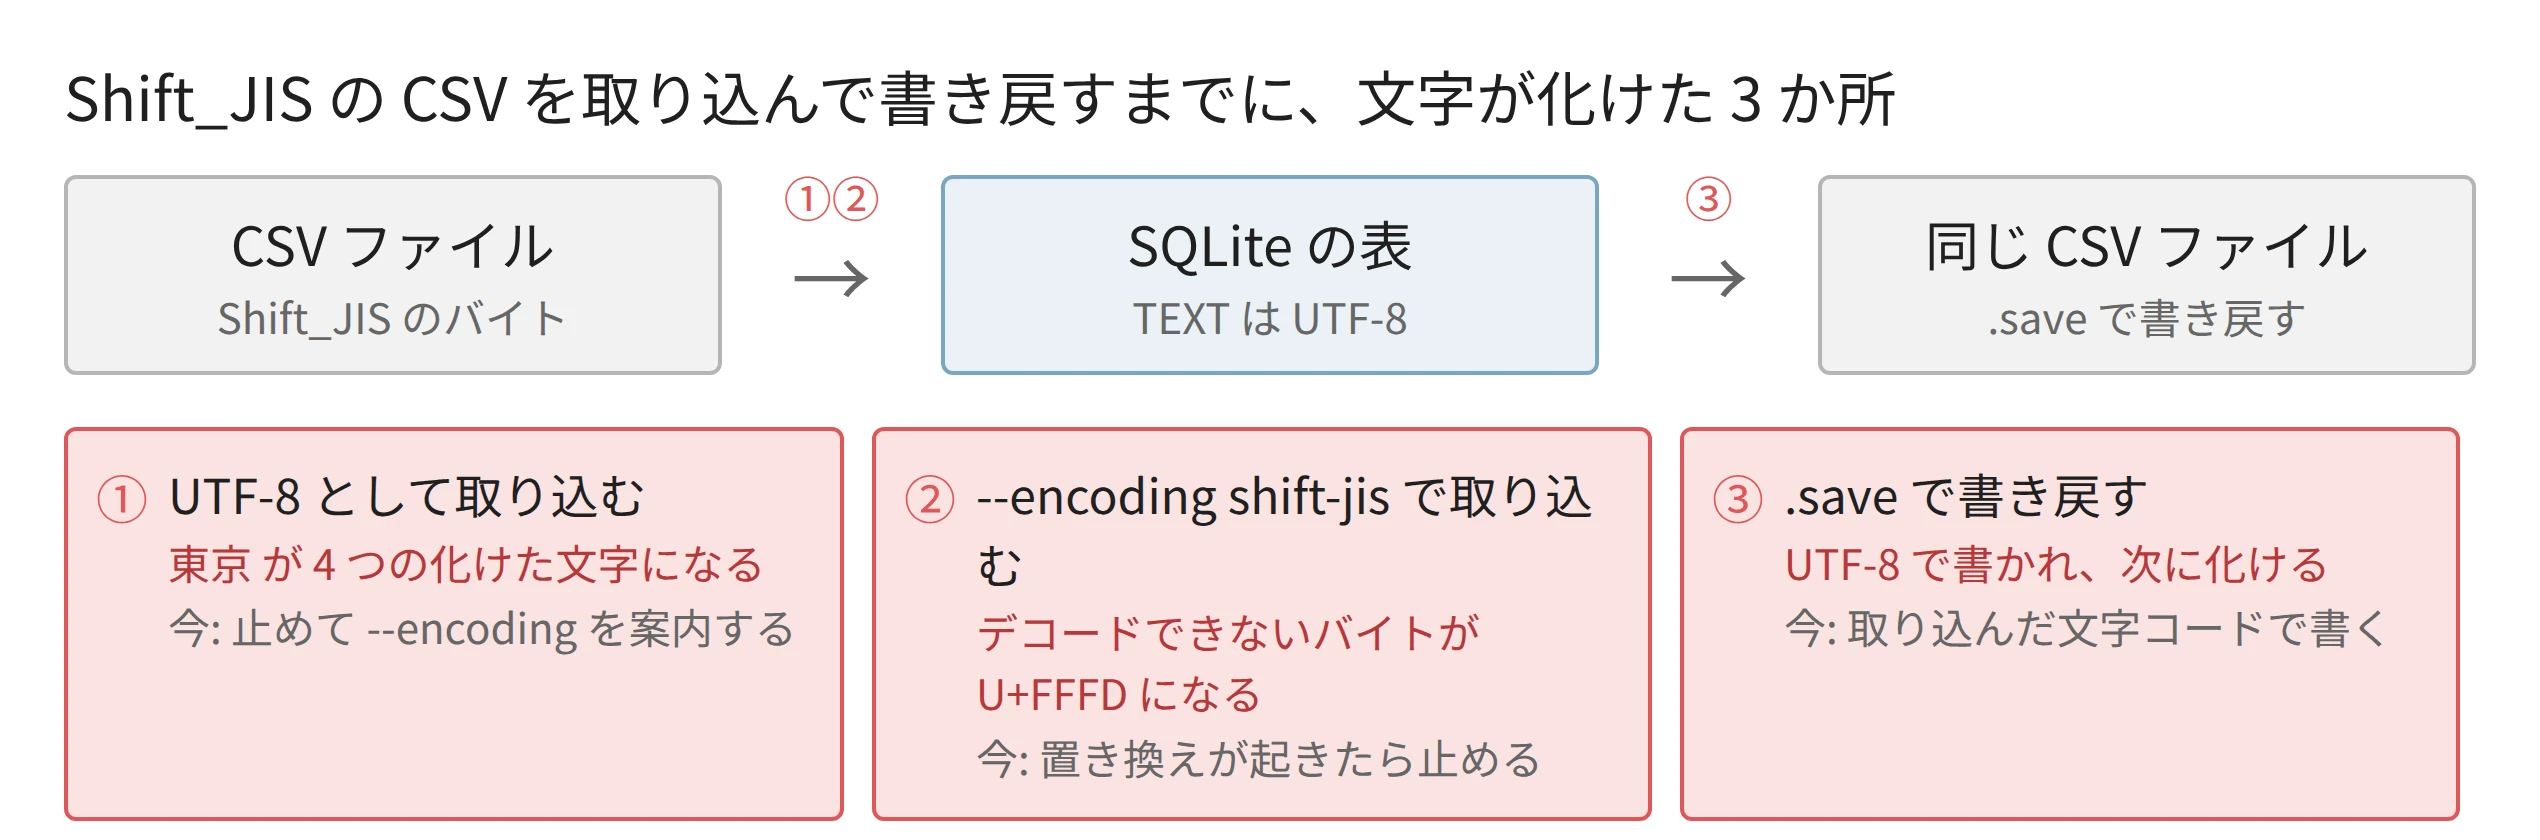 Shift_JIS の CSV を取り込んで書き戻すまでに、文字が化けた 3 か所
CSV ファイル
Shift_JIS のバイト
①②
→
SQLite の表
TEXT は UTF-8
③
→
同じ CSV ファイル
.save で書き戻す
① UTF-8 として取り込む
東京 が 4 つの化けた文字になる
今: 止めて --encoding を案内する
② --encoding shift-jis で取り込
む
デコードできないバイトが
U+FFFD になる
今: 置き換えが起きたら止める
③ .save で書き戻す
UTF-8 で書かれ、次に化ける
今: 取り込んだ文字コードで書く